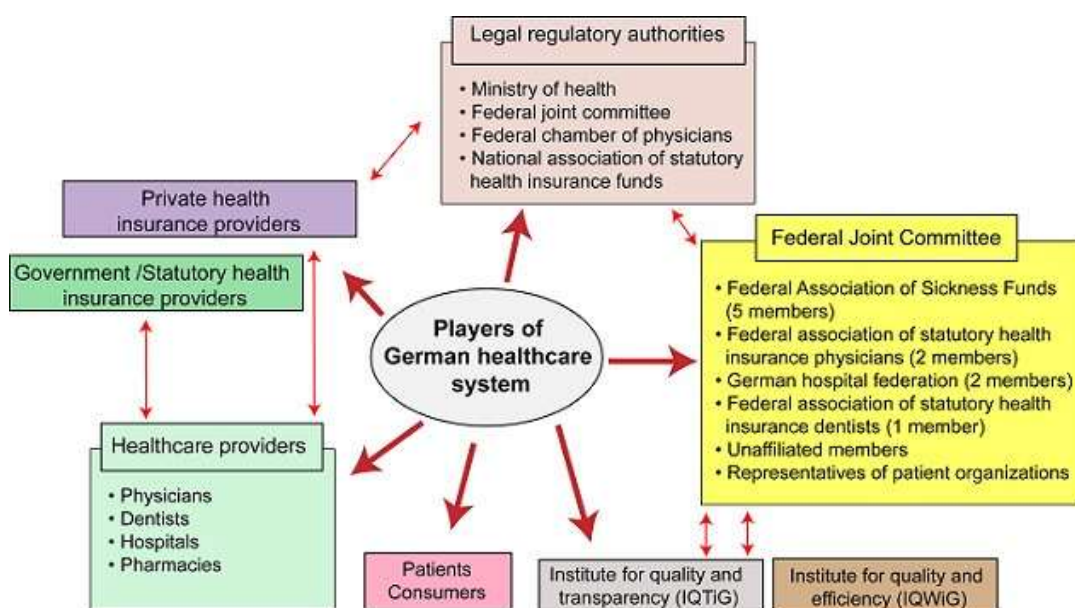 Legal regulatory authorities
• Ministry of health
• Federal joint committee
• Federal chamber of physicians
• National association of statutory
health insurance funds
Private health
insurance providers
Government /Statutory health
insurance providers
Players of
German healthcare
system
Federal Joint Committee
• Federal Association of Sickness Funds
(5 members)
• Federal association of statutory health
insurance physicians (2 members)
• German hospital federation (2 members)
• Federal association of statutory health
insurance dentists (1 member)
• Unaffiliated members
• Representatives of patient organizations
Healthcare providers
• Physicians
• Dentists
• Hospitals
• Pharmacies
Patients
Consumers
Institute for quality and
transparency (IQTiG)
Institute for quality and
efficiency (IQWiG)